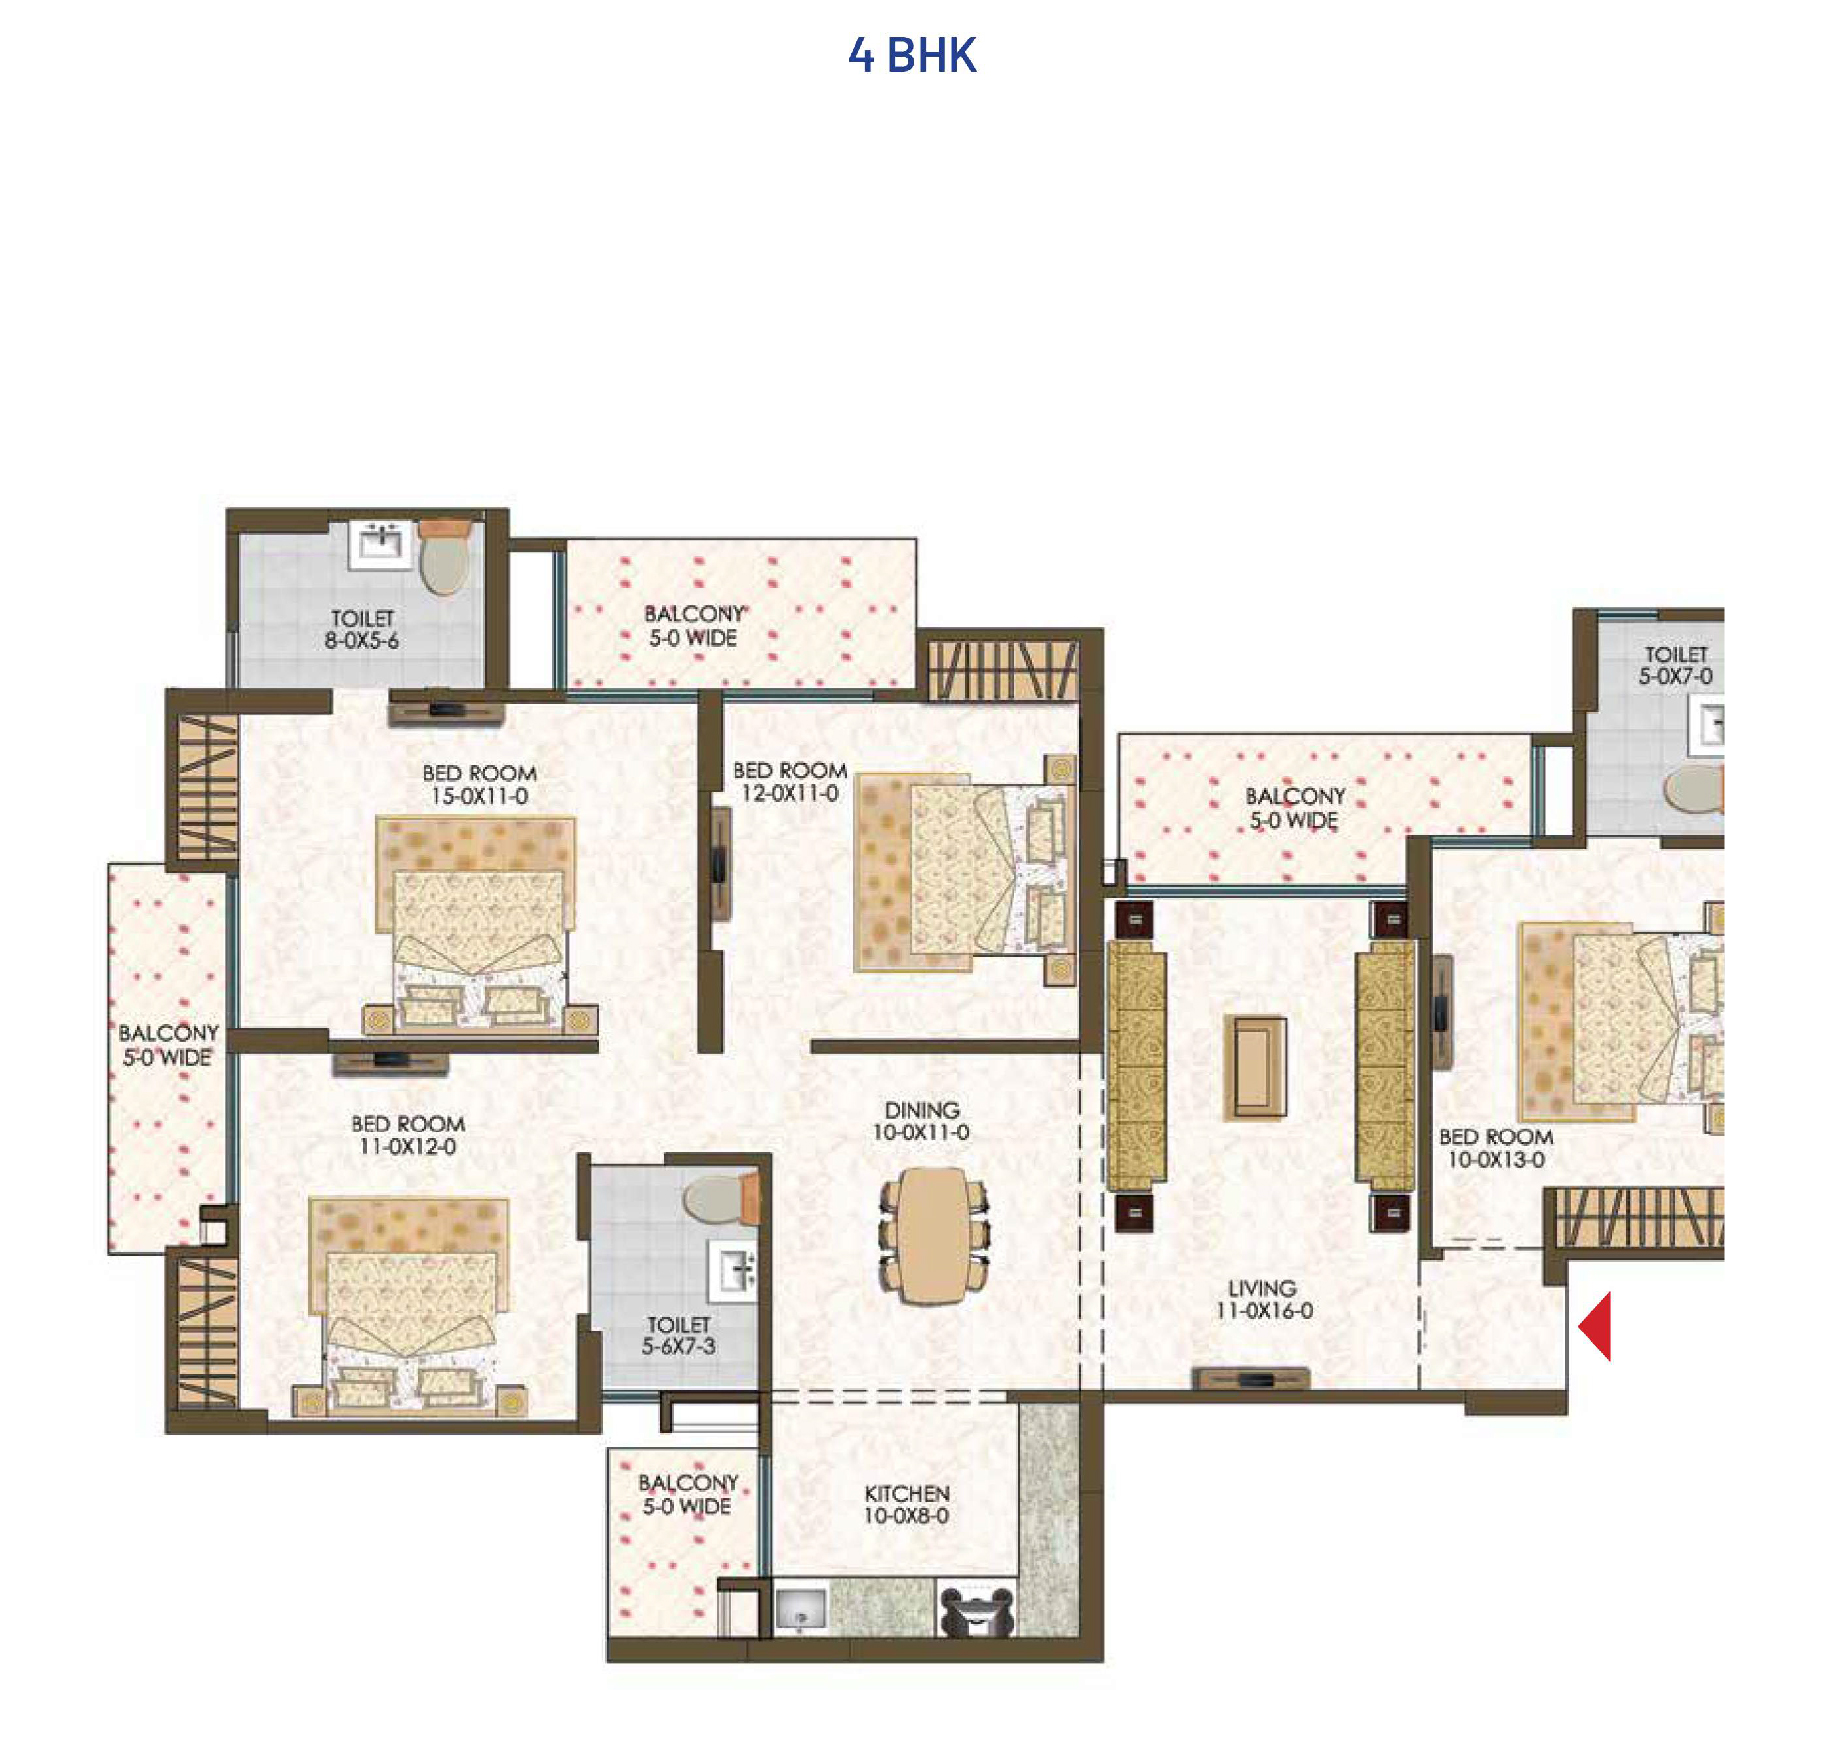 4 BHK
TOILET
8-0X5-6
BALCONY
5-0 WIDE
TOILET
5-0X7-0
BED ROOM
15-0X11-0
BED ROOM
12-0X11-0
BALCONY
5-0 WIDE
BALCONY
5-0 WIDE
BED ROOM
11-0X12-0
DINING
10-0X11-0
BED ROOM
10-0X13-0
LIVING
11-0X16-0
TOILET
5-6X7-3
BALCONY
5-0 WIDE
KITCHEN
10-0X8-0